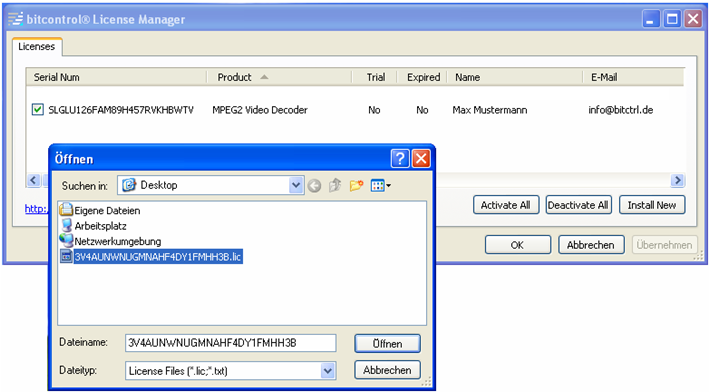 bitcontrol® License Manager
Licenses
Serial Num Product Trial Expired Name E-Mail
SLGLU126FAM89H457RVKHBWTV MPEG2 Video Decoder No No Max Mustermann info@bitctrl.de
http:
Activate All Deactivate All Install New
OK Abbrechen Übernehmen
Öffnen
Suchen in: Desktop
Eigene Dateien
Arbeitsplatz
Netzwerkumgebung
3V4AUNWNUGMNAHF4DY1FMHH3B.lic
Dateiname: 3V4AUNWNUGMNAHF4DY1FMHH3B Öffnen
Dateityp: License Files (*.lic;*.txt) Abbrechen